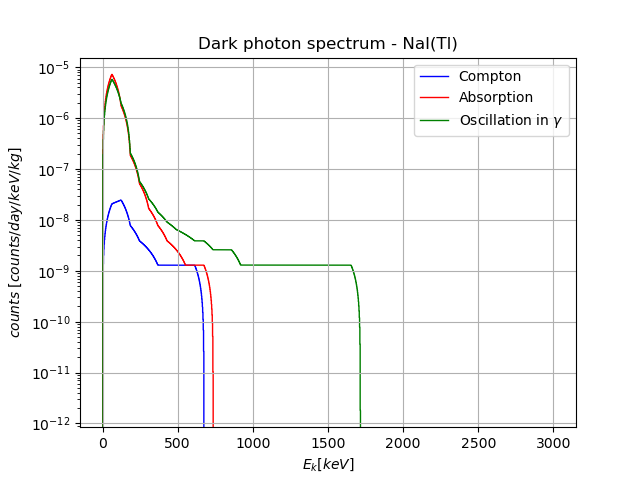 Dark photon spectrum - NaI(Tl)
Compton
Absorption
Oscillation in γ
counts [counts/day/keV/kg]
10⁻⁵
10⁻⁶
10⁻⁷
10⁻⁸
10⁻⁹
10⁻¹⁰
10⁻¹¹
10⁻¹²
0 500 1000 1500 2000 2500 3000
E_k[keV]